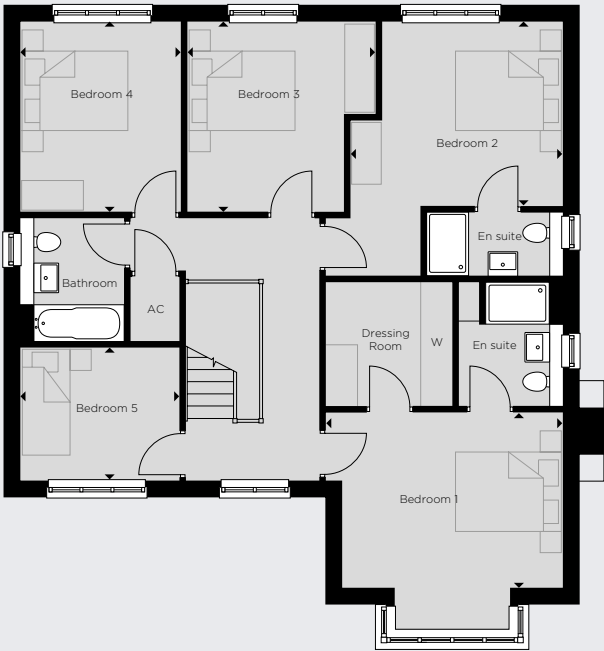 Bedroom 4
Bedroom 3
Bedroom 2
En suite
Bathroom
AC
Dressing
Room
W
En suite
Bedroom 5
Bedroom 1